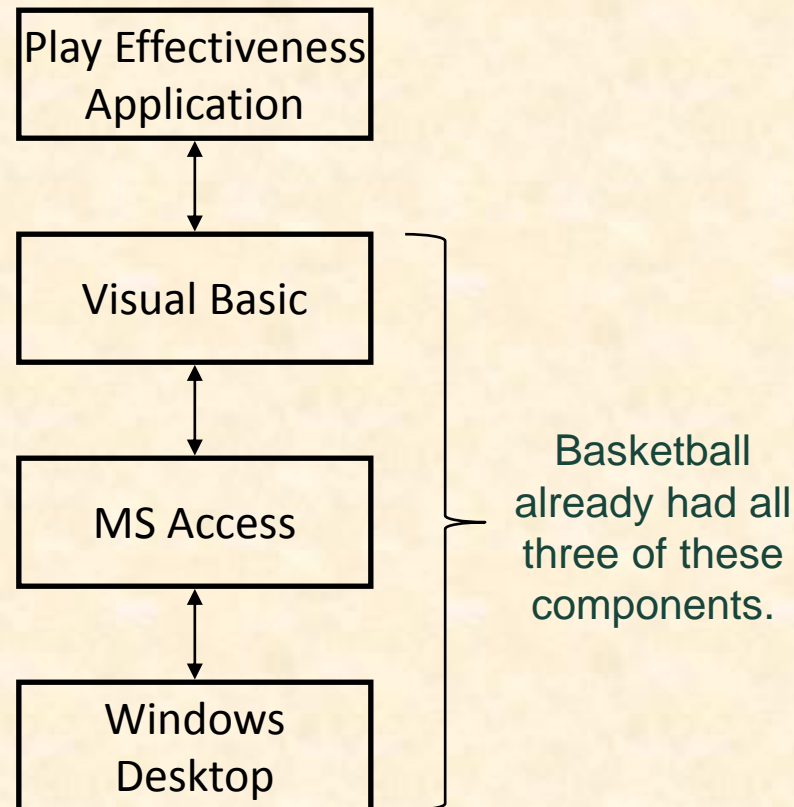 Play Effectiveness
Application
Visual Basic
MS Access
Windows
Desktop
Basketball
already had all
three of these
components.